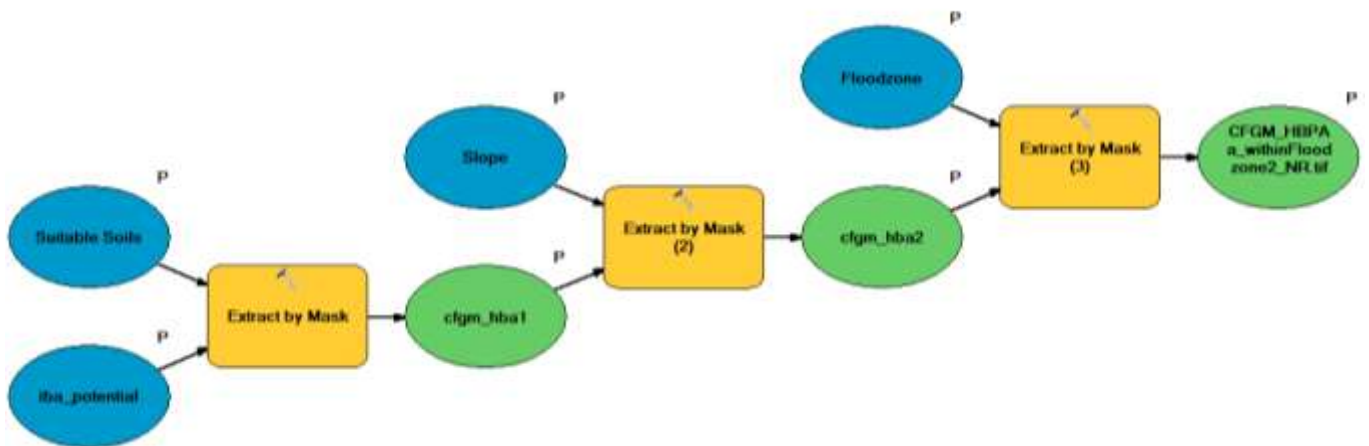 P
Floodzone
P
P
Slope
Extract by Mask
(3)
CFGM_HBPA
a_withinFlood
zone2_NR.tif
P
P
Suitable Soils
Extract by Mask
(2)
cfgm_hba2
P
P
Extract by Mask
cfgm_hba1
iba_potential